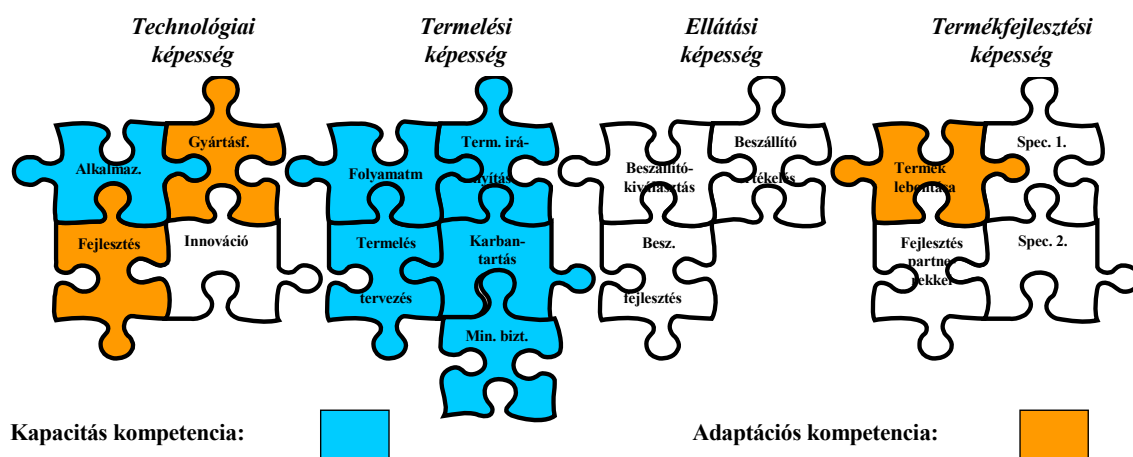 Technológiai
képesség
Termelési
képesség
Ellátási
képesség
Termékfejlesztési
képesség
Alkalmaz.
Gyártásf.
Fejlesztés
Innováció
Folyamatm
Term. irá-
nyítás
Termelés
tervezés
Karban-
tartás
Min. bizt.
Beszállító-
kiválasztás
Beszállító
értékelés
Besz.
fejlesztés
Termék
lebontása
Spec. 1.
Fejlesztés
partne-
rekkel
Spec. 2.
Kapacitás kompetencia:
Adaptációs kompetencia: